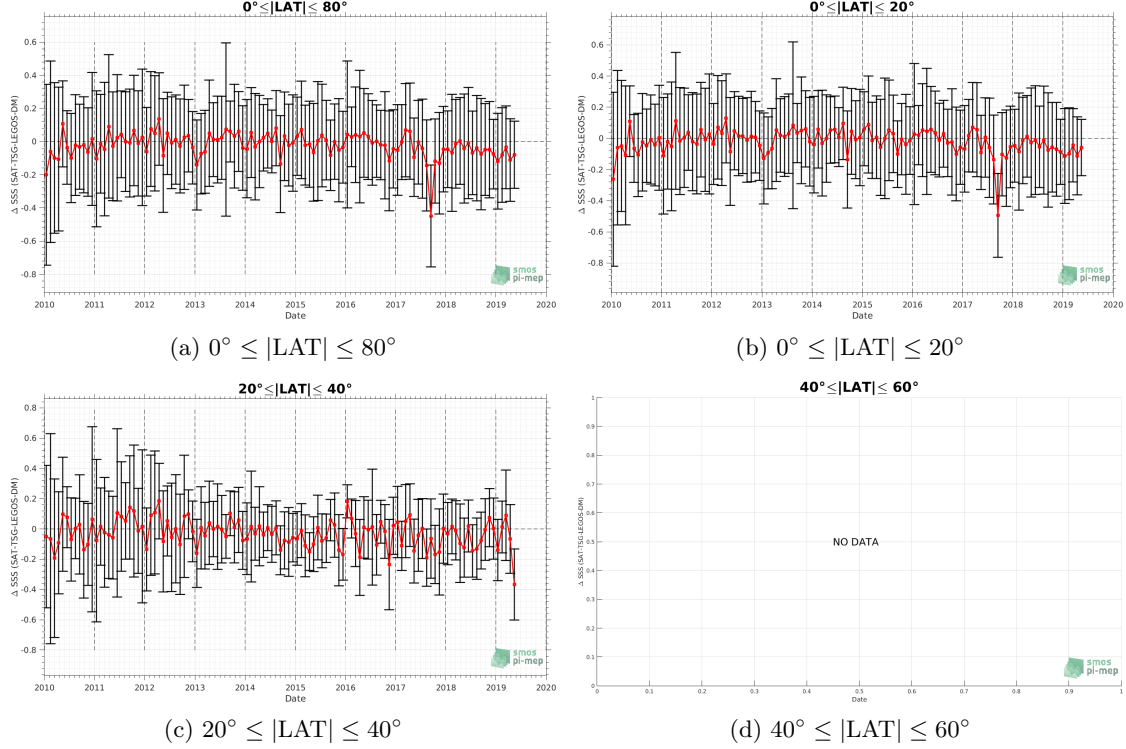 0°≤|LAT|≤ 80°
Δ SSS (SAT-TSG-LEGOS-DM)
0.6
0.4
0.2
0
-0.2
-0.4
-0.6
-0.8
2010 2011 2012 2013 2014 2015 2016 2017 2018 2019 2020
Date
smos
pi-mep
(a) 0° ≤ |LAT| ≤ 80°
0°≤|LAT|≤ 20°
Δ SSS (SAT-TSG-LEGOS-DM)
0.6
0.4
0.2
0
-0.2
-0.4
-0.6
-0.8
2010 2011 2012 2013 2014 2015 2016 2017 2018 2019 2020
Date
smos
pi-mep
(b) 0° ≤ |LAT| ≤ 20°
20°≤|LAT|≤ 40°
Δ SSS (SAT-TSG-LEGOS-DM)
0.8
0.6
0.4
0.2
0
-0.2
-0.4
-0.6
-0.8
2010 2011 2012 2013 2014 2015 2016 2017 2018 2019 2020
Date
smos
pi-mep
(c) 20° ≤ |LAT| ≤ 40°
40°≤|LAT|≤ 60°
Δ SSS (SAT-TSG-LEGOS-DM)
1
0.9
0.8
0.7
0.6
0.5
0.4
0.3
0.2
0.1
0
NO DATA
0 0.1 0.2 0.3 0.4 0.5 0.6 0.7 0.8 0.9 1
Date
smos
pi-mep
(d) 40° ≤ |LAT| ≤ 60°